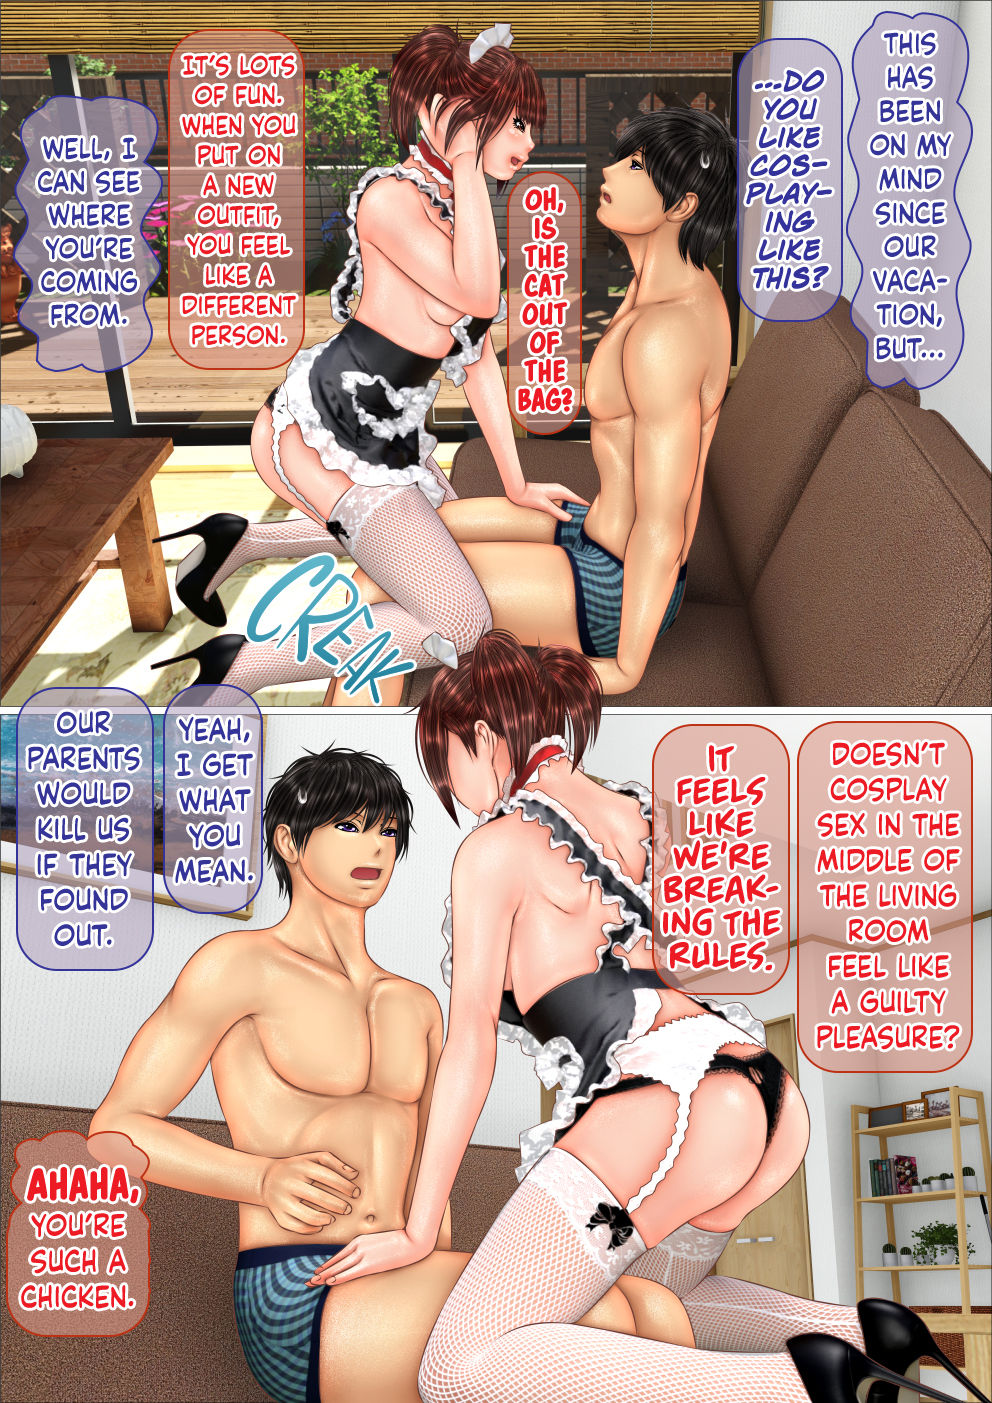 THIS
HAS
BEEN
ON MY
MIND
SINCE
OUR
VACA-
TION,
BUT...
...DO
YOU
LIKE
COS-
PLAY-
ING
LIKE
THIS?
OH,
IS
THE
CAT
OUT
OF
THE
BAG?
IT'S LOTS
OF FUN.
WHEN YOU
PUT ON
A NEW
OUTFIT,
YOU FEEL
LIKE A
DIFFERENT
PERSON.
WELL, I
CAN SEE
WHERE
YOU'RE
COMING
FROM.
CREAK
DOESN'T
COSPLAY
SEX IN THE
MIDDLE OF
THE LIVING
ROOM
FEEL LIKE
A GUILTY
PLEASURE?
IT
FEELS
LIKE
WE'RE
BREAK-
ING THE
RULES.
YEAH,
I GET
WHAT
YOU
MEAN.
OUR
PARENTS
WOULD
KILL US
IF THEY
FOUND
OUT.
AHAHA,
YOU'RE
SUCH A
CHICKEN.